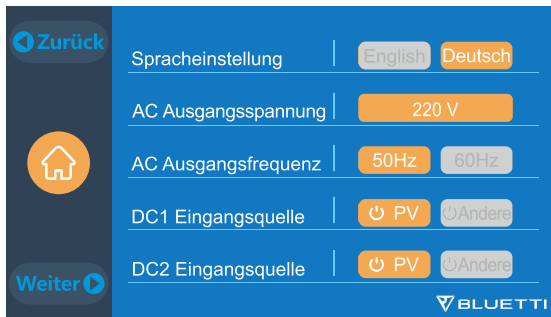 Zurück
Spracheinstellung English Deutsch
AC Ausgangsspannung 220 V
AC Ausgangsfrequenz 50Hz 60Hz
DC1 Eingangsquelle PV Andere
DC2 Eingangsquelle PV Andere
Weiter
BLUETTI